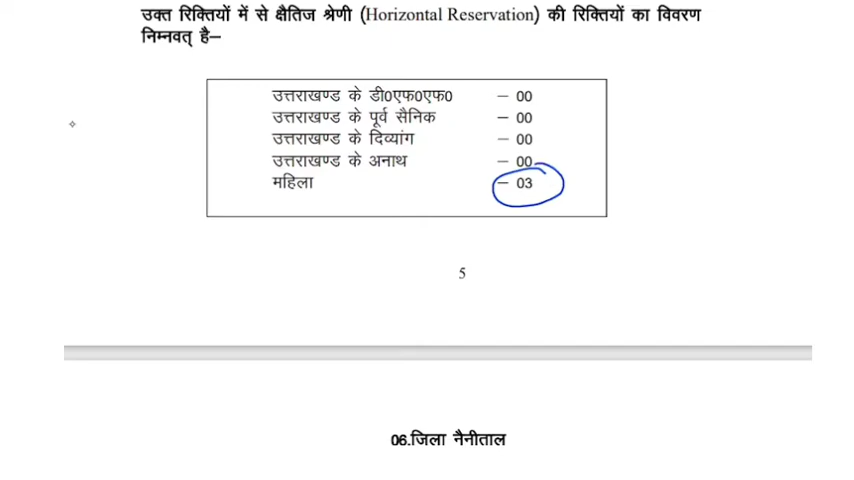 उक्त रिक्तियों में से क्षैतिज श्रेणी (Horizontal Reservation) की रिक्तियों का विवरण
निम्नवत् है–
उत्तराखण्ड के डी0एफ0एफ0 – 00
उत्तराखण्ड के पूर्व सैनिक – 00
उत्तराखण्ड के दिव्यांग – 00
उत्तराखण्ड के अनाथ – 00
महिला – 03
5
06.जिला नैनीताल